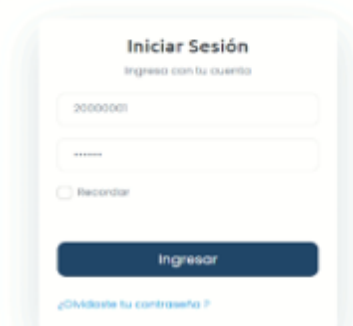 Iniciar Sesión
Ingresa con tu cuenta
20000001
•••••••
Recordar
Ingresar
¿Olvidaste tu contraseña ?